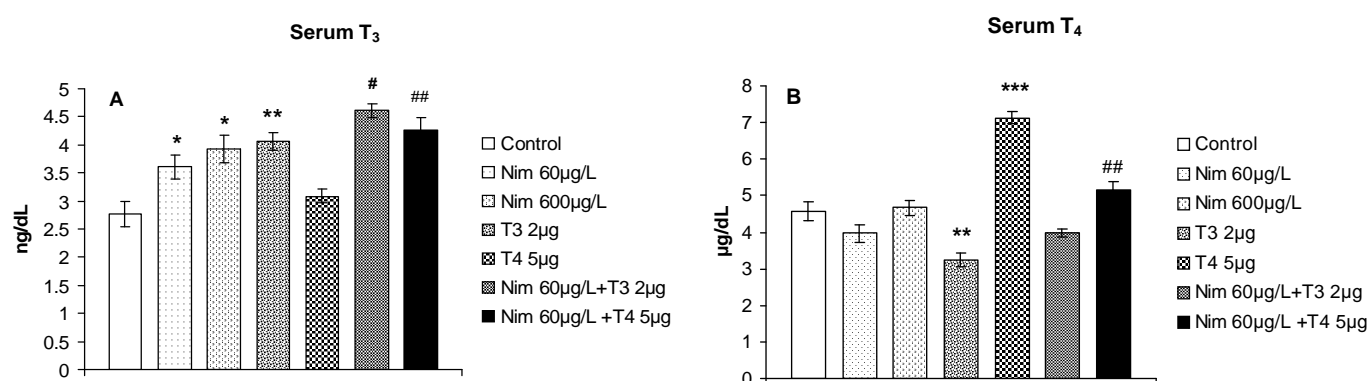 Serum T3
A
ng/dL
5
4.5
4
3.5
3
2.5
2
1.5
1
0.5
0
*
*
**
#
##
Control
Nim 60µg/L
Nim 600µg/L
T3 2µg
T4 5µg
Nim 60µg/L+T3 2µg
Nim 60µg/L +T4 5µg
Serum T4
B
µg/dL
8
7
6
5
4
3
2
1
0
**
***
##
Control
Nim 60µg/L
Nim 600µg/L
T3 2µg
T4 5µg
Nim 60µg/L+T3 2µg
Nim 60µg/L +T4 5µg